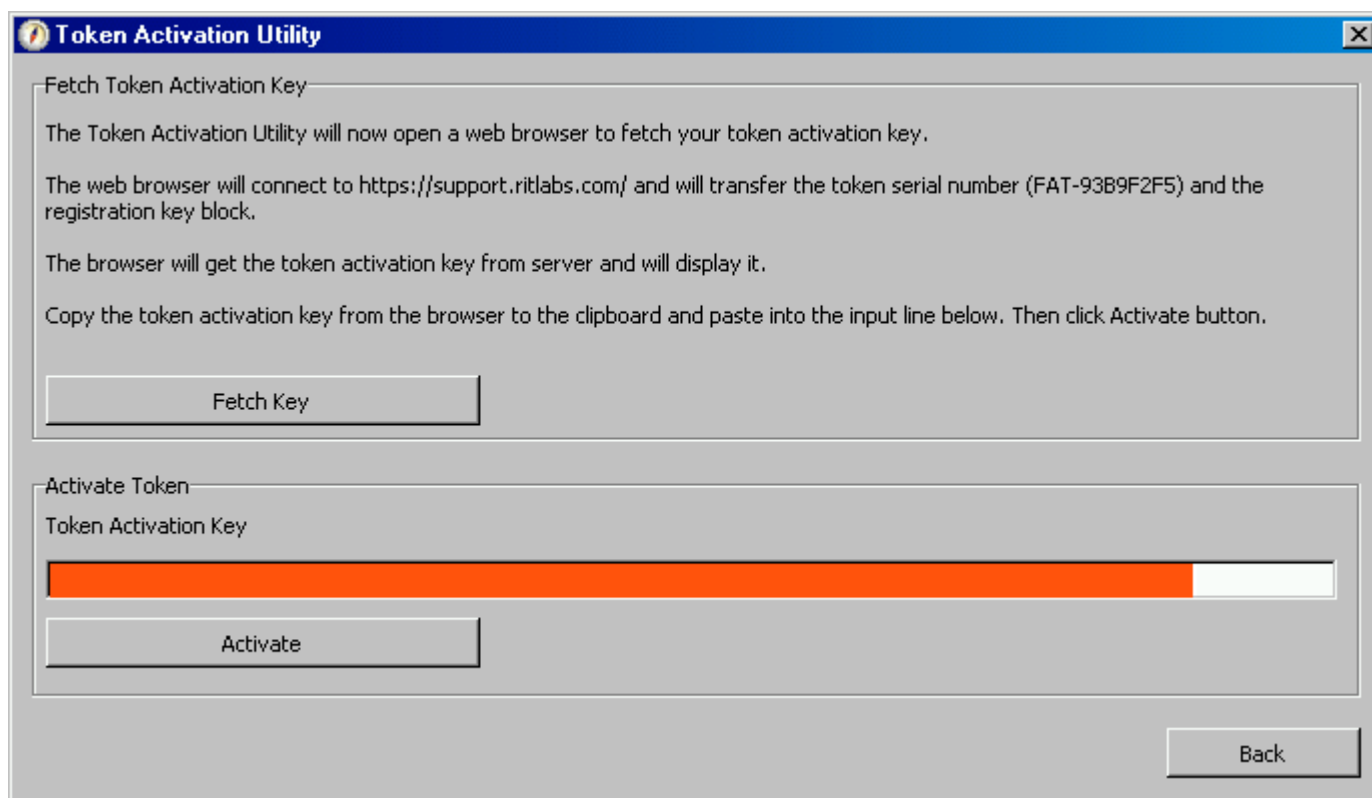 Token Activation Utility
Fetch Token Activation Key
The Token Activation Utility will now open a web browser to fetch your token activation key.
The web browser will connect to https://support.ritlabs.com/ and will transfer the token serial number (FAT-93B9F2F5) and the
registration key block.
The browser will get the token activation key from server and will display it.
Copy the token activation key from the browser to the clipboard and paste into the input line below. Then click Activate button.
Fetch Key
Activate Token
Token Activation Key
Activate
Back